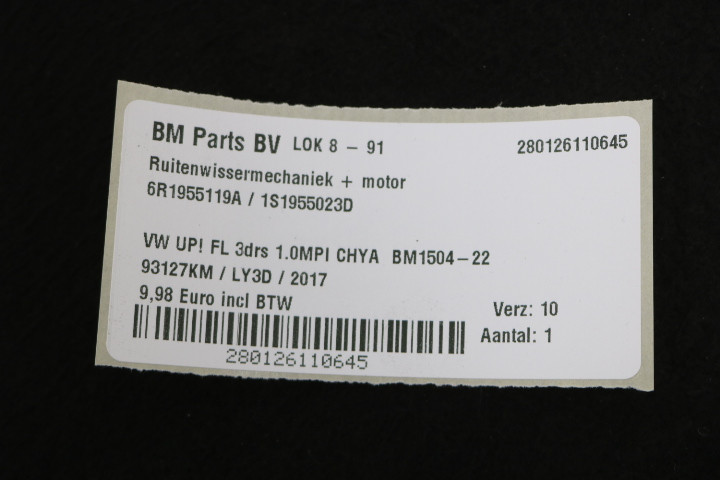 BM Parts BV LOK 8 - 91 280126110645
Ruitenwissermechaniek + motor
6R1955119A / 1S1955023D
VW UP! FL 3drs 1.0MPI CHYA BM1504-22
93127KM / LY3D / 2017
9,98 Euro incl BTW
Verz: 10
Aantal: 1
280126110645